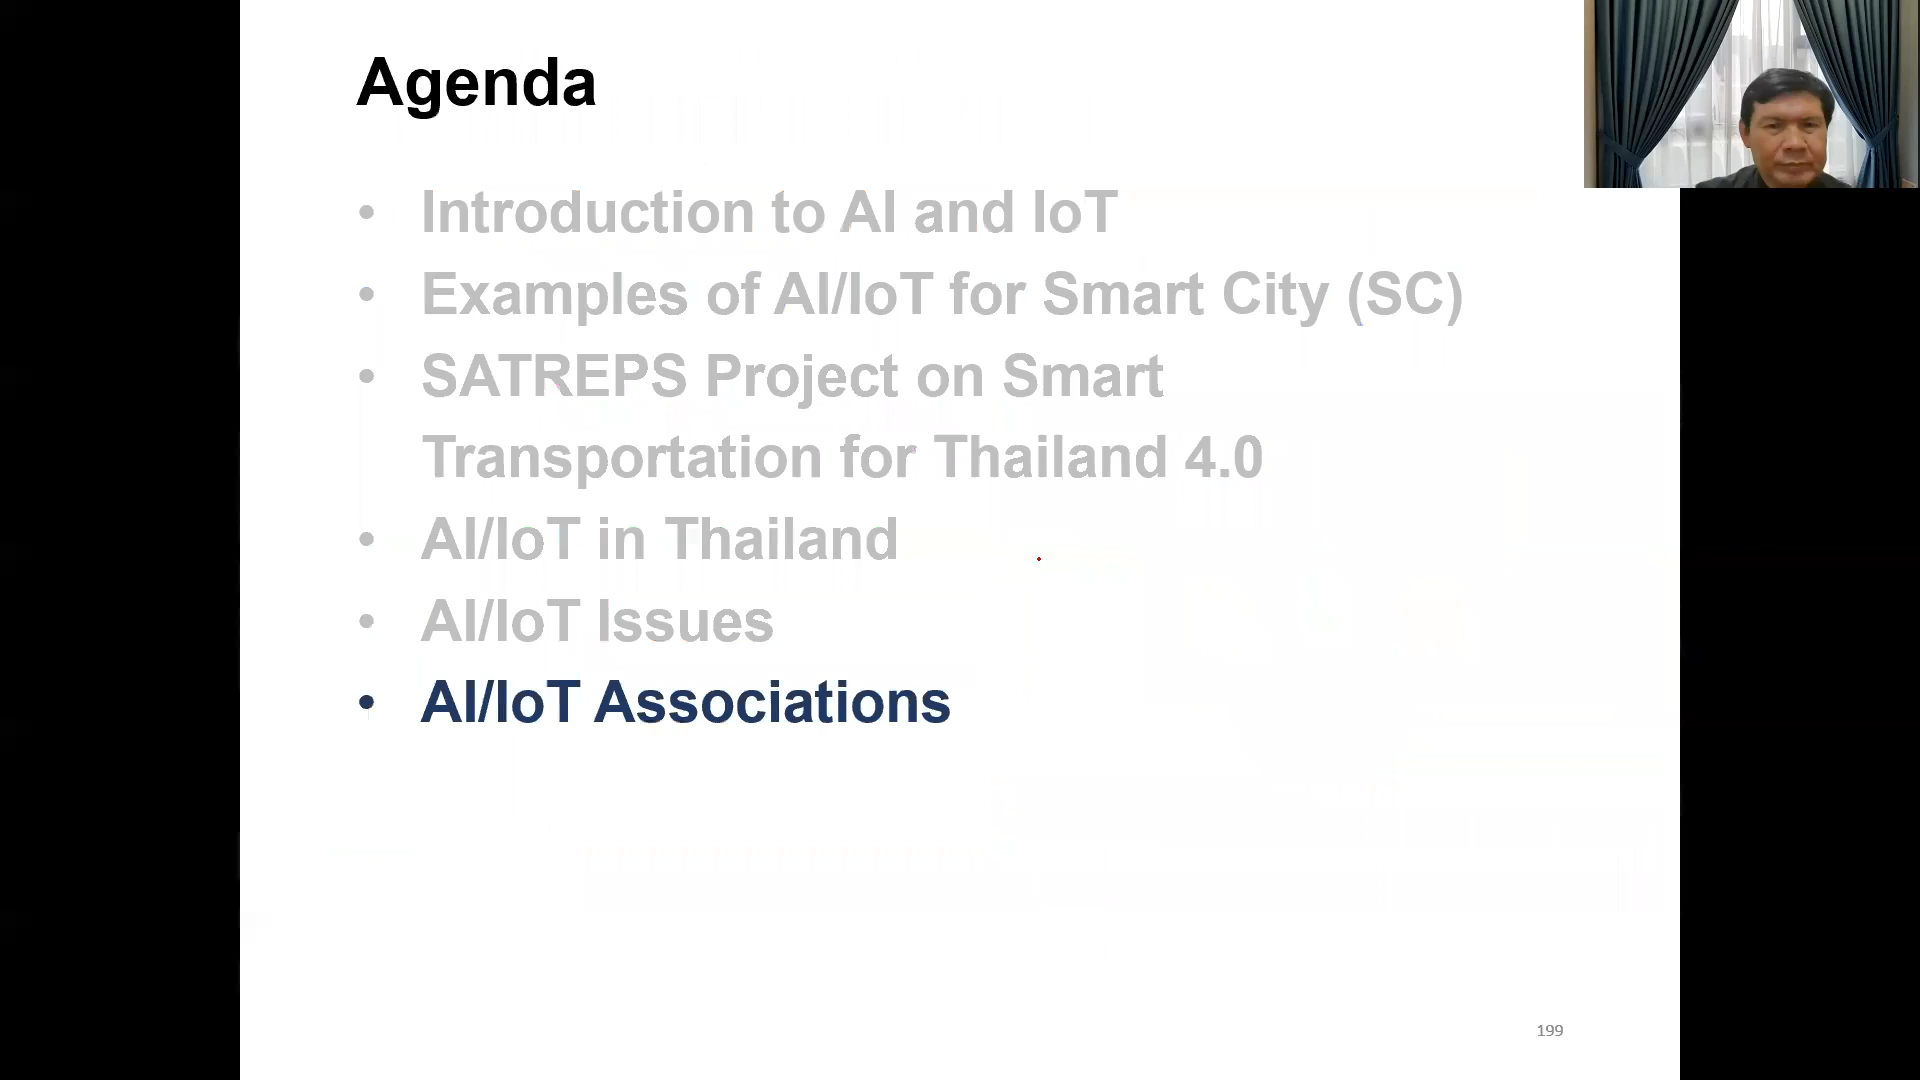 Agenda
• Introduction to AI and IoT
• Examples of AI/IoT for Smart City (SC)
• SATREPS Project on Smart
Transportation for Thailand 4.0
• AI/IoT in Thailand
• AI/IoT Issues
• AI/IoT Associations
199